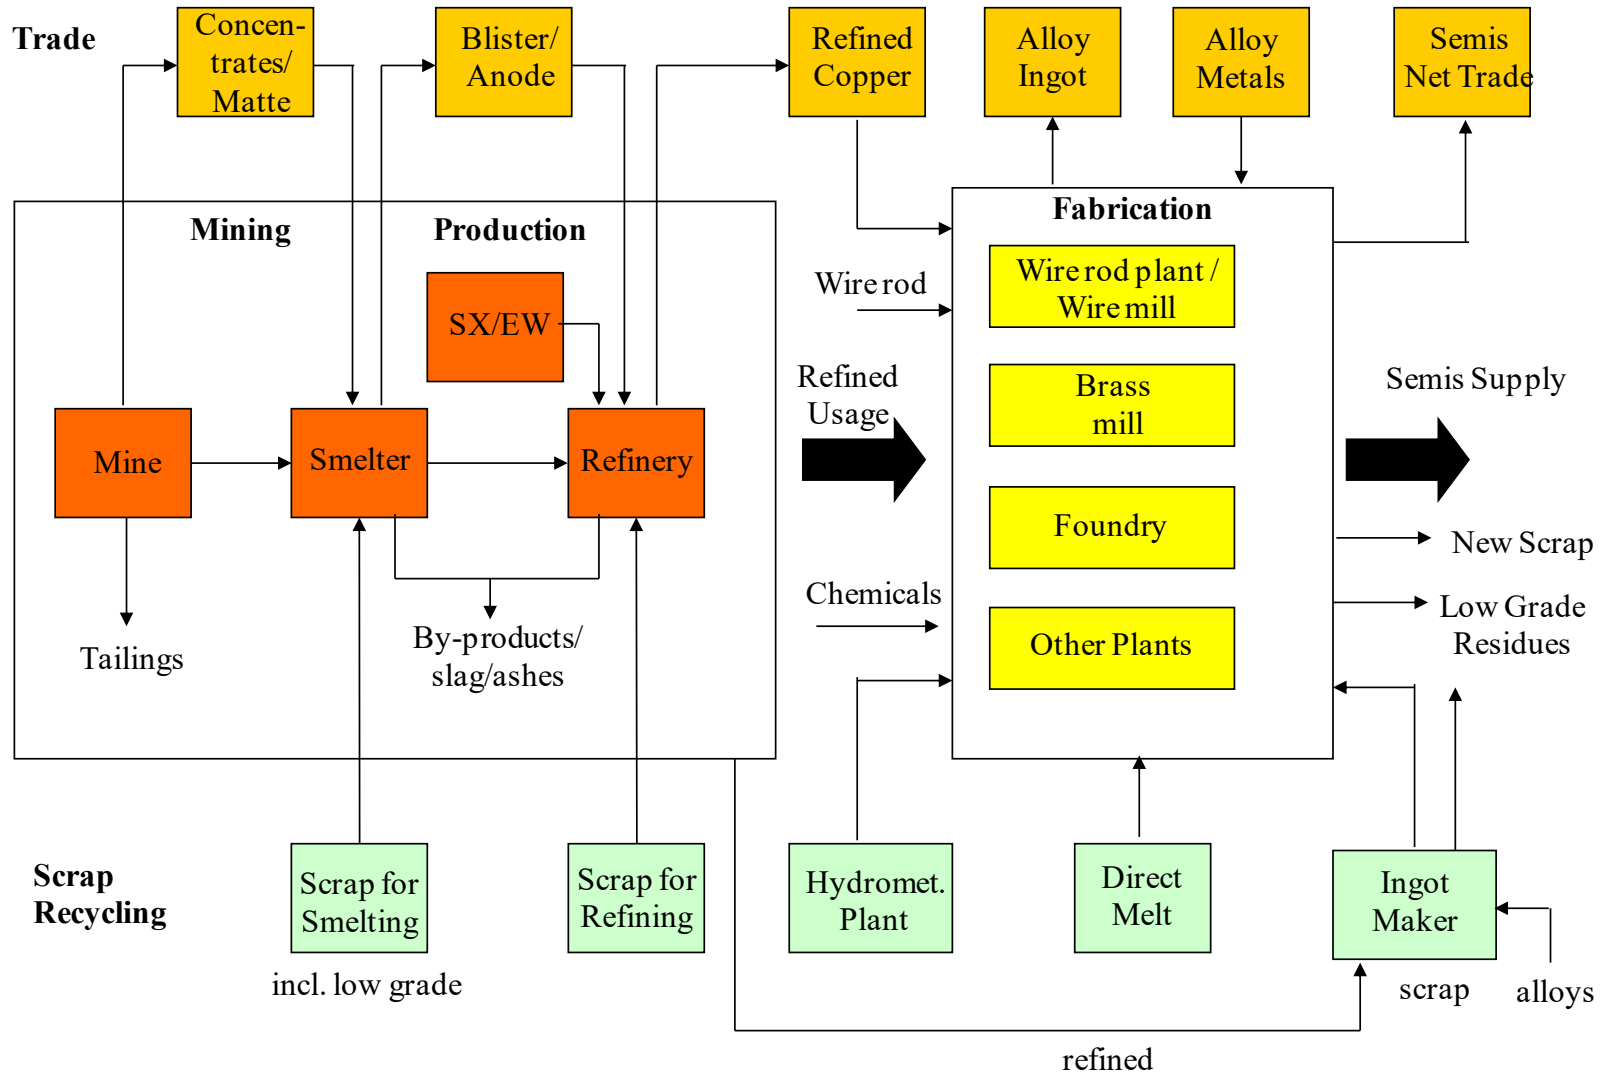 Trade
Concen-
trates/
Matte
Blister/
Anode
Refined
Copper
Alloy
Ingot
Alloy
Metals
Semis
Net Trade
Mining
Production
Fabrication
SX/EW
Wire rod
Wire rod plant /
Wire mill
Mine
Smelter
Refinery
Refined
Usage
Brass
mill
Semis Supply
Foundry
New Scrap
Chemicals
Low Grade
Residues
Other Plants
Tailings
By-products/
slag/ashes
Scrap
Recycling
Scrap for
Smelting
Scrap for
Refining
Hydromet.
Plant
Direct
Melt
Ingot
Maker
incl. low grade
scrap
alloys
refined